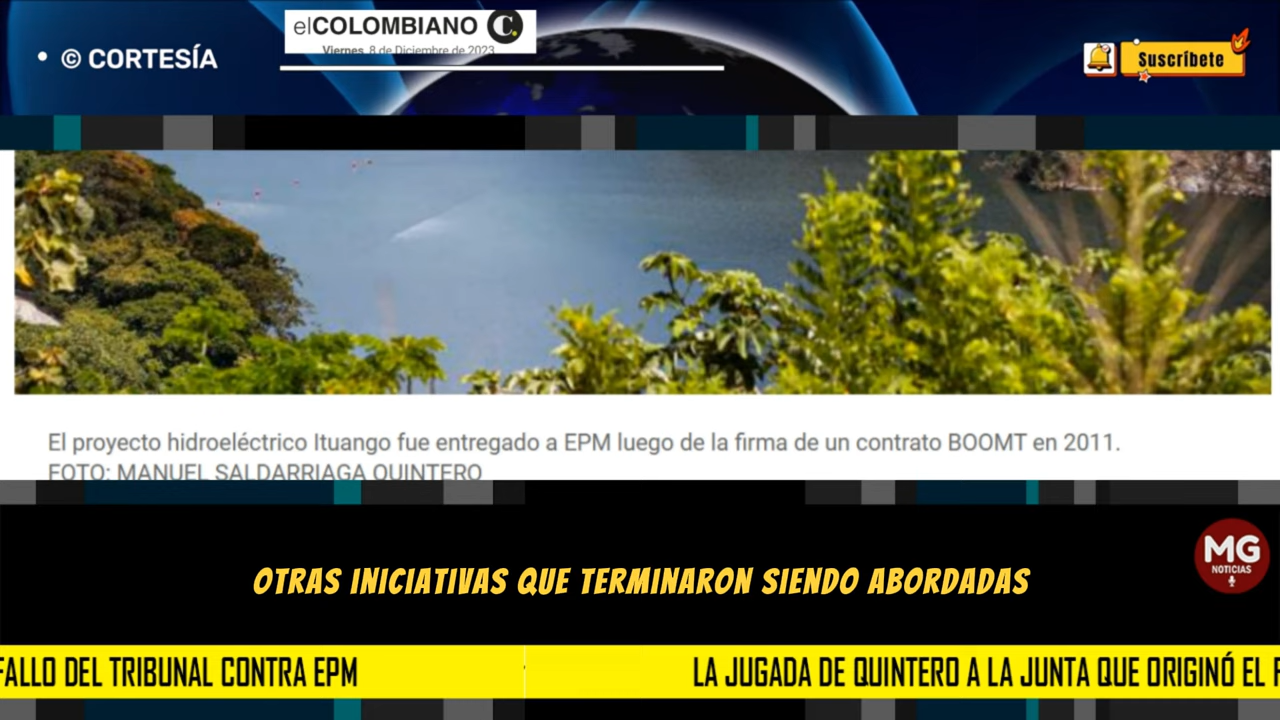 elCOLOMBIANO C.
Viernes, 8 de Diciembre de 2023
• © CORTESÍA
Suscríbete
El proyecto hidroeléctrico Ituango fue entregado a EPM luego de la firma de un contrato BOOMT en 2011.
FOTO: MANUEL SALDARRIAGA QUINTERO
MG
NOTICIAS
OTRAS INICIATIVAS QUE TERMINARON SIENDO ABORDADAS
FALLO DEL TRIBUNAL CONTRA EPM
LA JUGADA DE QUINTERO A LA JUNTA QUE ORIGINÓ EL F